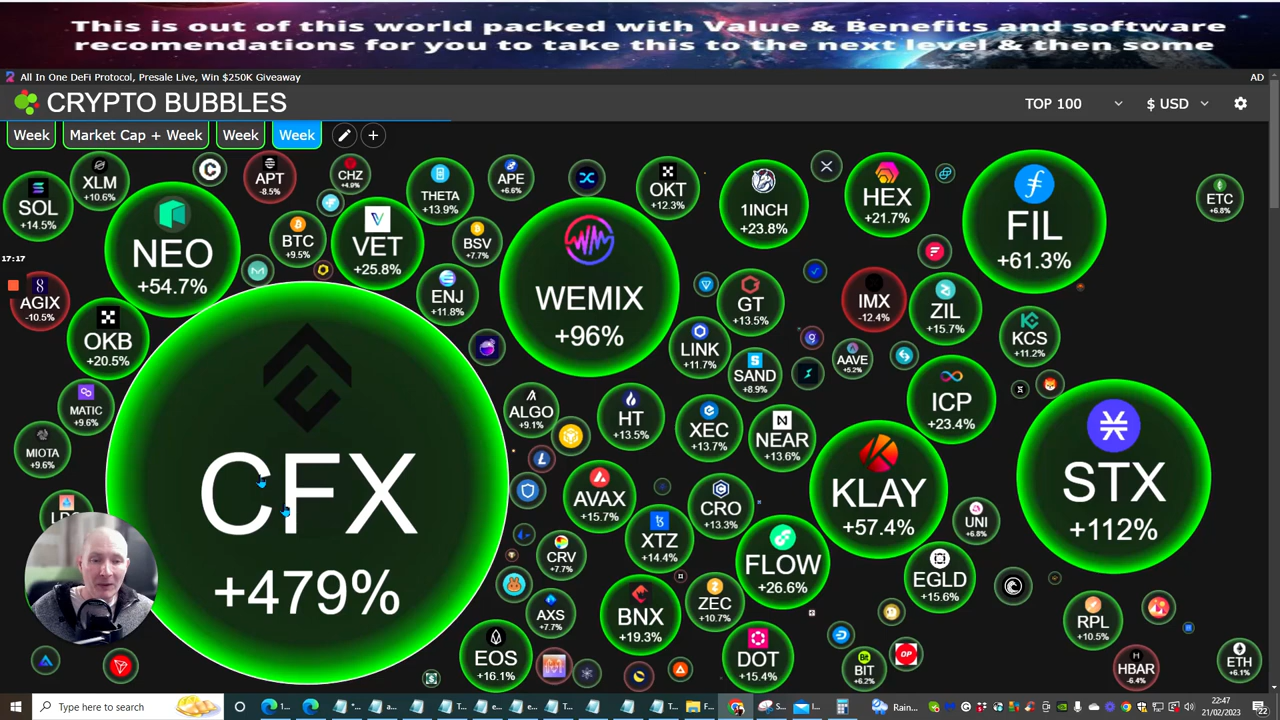 This is out of this world packed with Value & Benefits and software
recomendations for you to take this to the next level & then some
All In One DeFi Protocol, Presale Live, Win $250K Giveaway
AD
CRYPTO BUBBLES
TOP 100
$ USD
Week
Market Cap + Week
Week
Week
SOL
+14.5%
XLM
+10.6%
NEO
+54.7%
APT
-8.5%
CHZ
+4.9%
BTC
+9.5%
VET
+25.8%
THETA
+13.9%
BSV
+7.7%
APE
+6.6%
ENJ
+11.8%
WEMIX
+96%
OKT
+12.3%
1INCH
+23.8%
HEX
+21.7%
FIL
+61.3%
ETC
+6.8%
17:17
AGIX
-10.5%
OKB
+20.5%
MATIC
+9.6%
MIOTA
+9.6%
CFX
+479%
GT
+13.5%
LINK
+11.7%
SAND
+8.9%
AAVE
+5.2%
IMX
-12.4%
ZIL
+15.7%
KCS
+11.2%
ICP
+23.4%
ALGO
+9.1%
HT
+13.5%
XEC
+13.7%
NEAR
+13.6%
KLAY
+57.4%
STX
+112%
AVAX
+15.7%
CRO
+13.3%
XTZ
+14.4%
UNI
+6.8%
CRV
+7.7%
FLOW
+26.6%
EGLD
+15.6%
AXS
+7.7%
BNX
+19.3%
ZEC
+10.7%
RPL
+10.5%
EOS
+16.1%
DOT
+15.4%
BIT
+6.2%
OP
HBAR
-6.4%
ETH
+6.1%
Type here to search
Rain...
22:47
21/02/2023
22